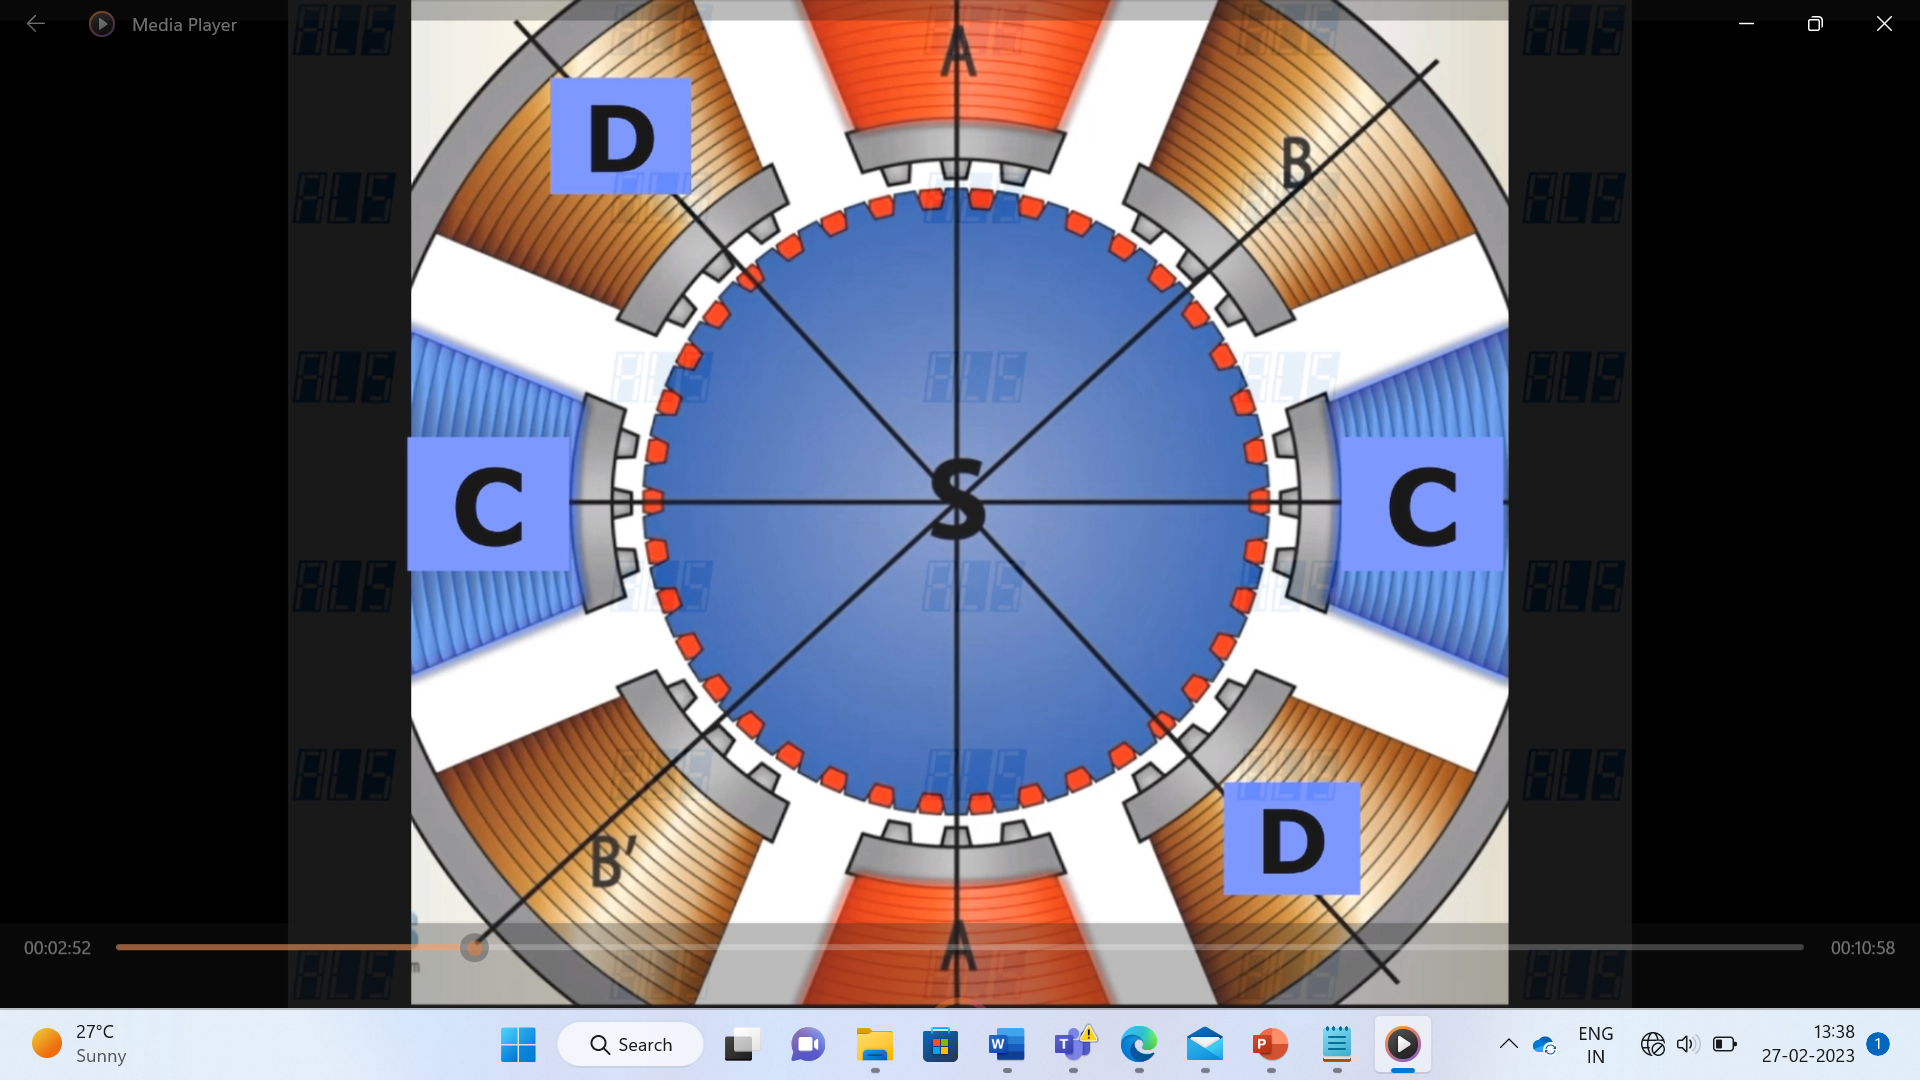 Media Player
A
D
B
C
S
C
B'
D
A
00:02:52
00:10:58
27°C
Sunny
Search
ENG
IN
13:38
27-02-2023
1